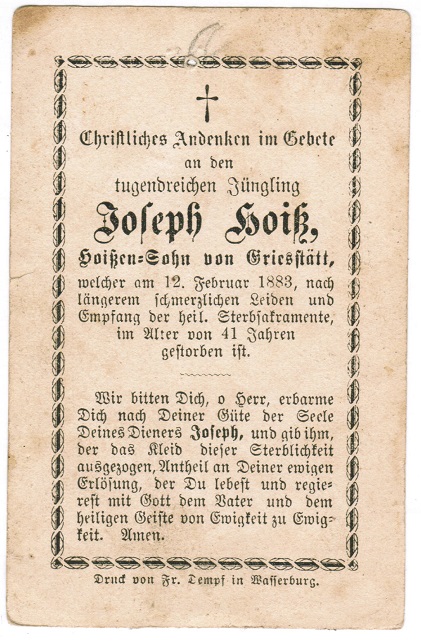 Christliches Andenken im Gebete
an den
tugendreichen Jüngling
Joseph Hoiß,
Hoißen=Sohn von Griesstätt,
welcher am 12. Februar 1883, nach
längerem schmerzlichen Leiden und
Empfang der heil. Sterbsakramente,
im Alter von 41 Jahren
gestorben ist.
Wir bitten Dich, o Herr, erbarme
Dich nach Deiner Güte der Seele
Deines Dieners Joseph, und gib ihm,
der das Kleid dieser Sterblichkeit
ausgezogen, Antheil an Deiner ewigen
Erlösung, der Du lebest und regie=
rest mit Gott dem Vater und dem
heiligen Geiste von Ewigkeit zu Ewig=
keit. Amen.
Druck von Fr. Dempf in Wasserburg.